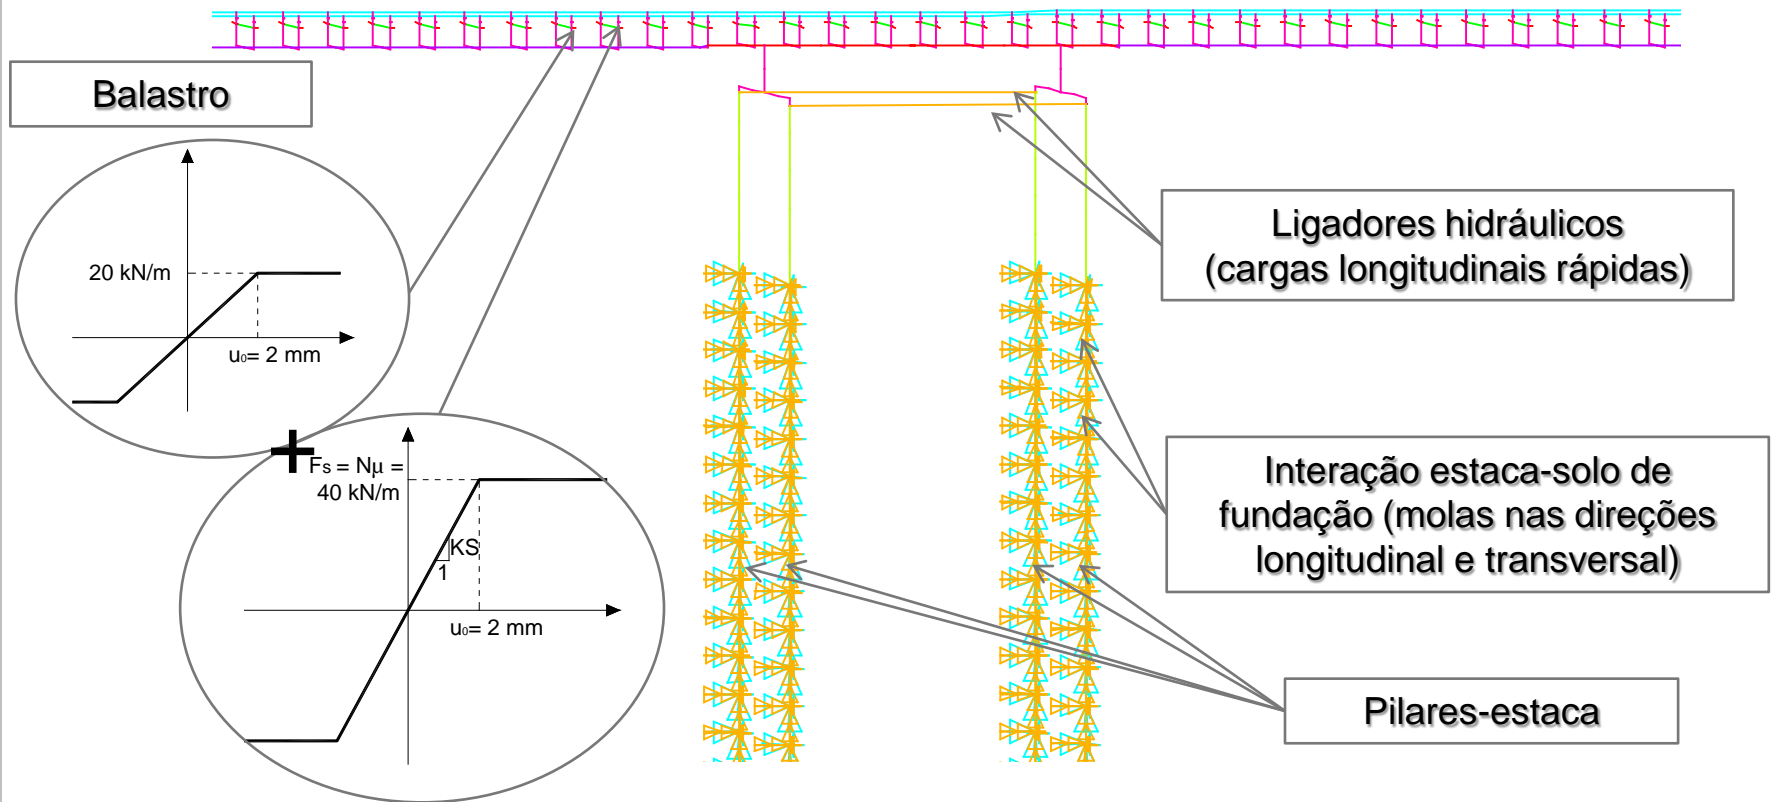 Balastro
20 kN/m
u₀= 2 mm
Fs = Nμ =
40 kN/m
KS
1
u₀= 2 mm
Ligadores hidráulicos
(cargas longitudinais rápidas)
Interação estaca-solo de
fundação (molas nas direções
longitudinal e transversal)
Pilares-estaca